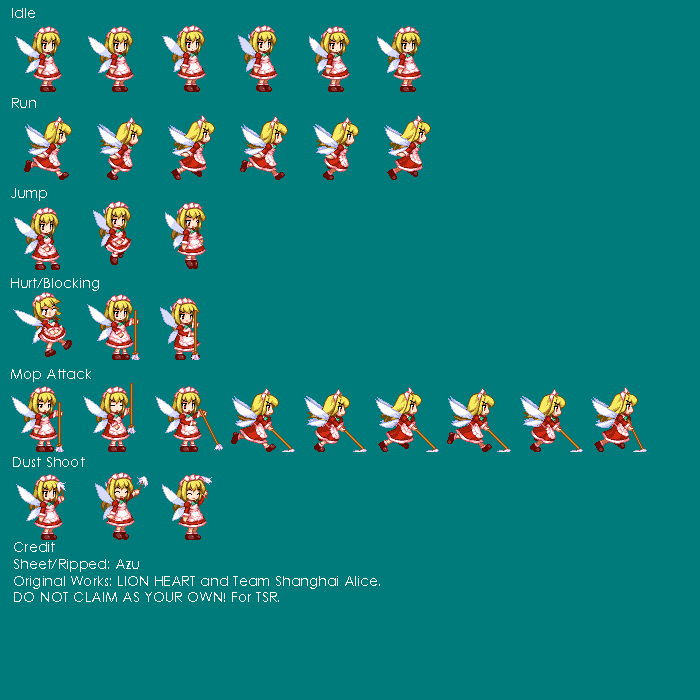 Idle
Run
Jump
Hurt/Blocking
Mop Attack
Dust Shoot
Credit
Sheet/Ripped: Azu
Original Works: LION HEART and Team Shanghai Alice.
DO NOT CLAIM AS YOUR OWN! For TSR.